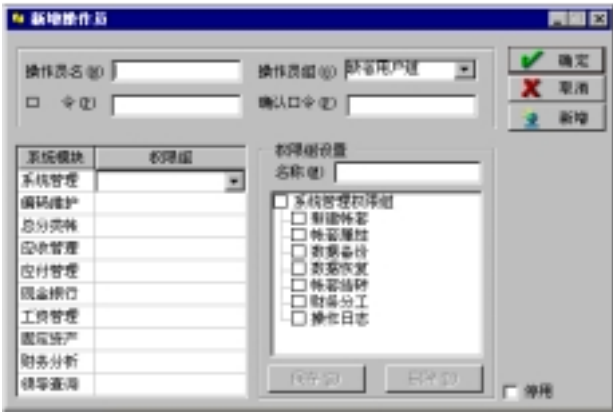 新增操作员
操作员名(N)
操作员组(G) 缺省用户组
口 令(P)
确认口令(P)
确定
取消
新增
系统模块 权限组
系统管理
编码维护
总分类帐
应收管理
应付管理
现金银行
工资管理
固定资产
财务分析
领导查询
权限组设置
名称(M)
系统管理权限组
新建帐套
帐套属性
数据备份
数据恢复
帐套结转
财务分工
操作日志
保存(S)
停用